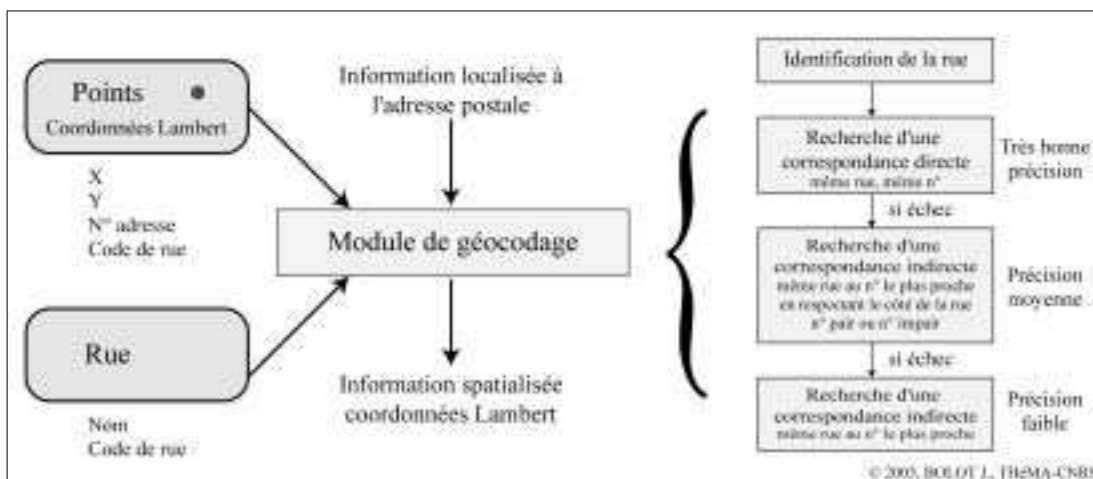 Points
Coordonnées Lambert
X
Y
N° adresse
Code de rue
Rue
Nom
Code de rue
Information localisée à
l'adresse postale
Module de géocodage
Information spatialisée
coordonnées Lambert
Identification de la rue
Recherche d'une
correspondance directe
même rue, même n°
Très bonne
précision
si échec
Recherche d'une
correspondance indirecte
même rue au n° le plus proche
en respectant le côté de la rue
n° pair ou n° impair
Précision
moyenne
si échec
Recherche d'une
correspondance indirecte
même rue au n° le plus proche
Précision
faible
© 2003, BOLOT J., THéMA-CNRS